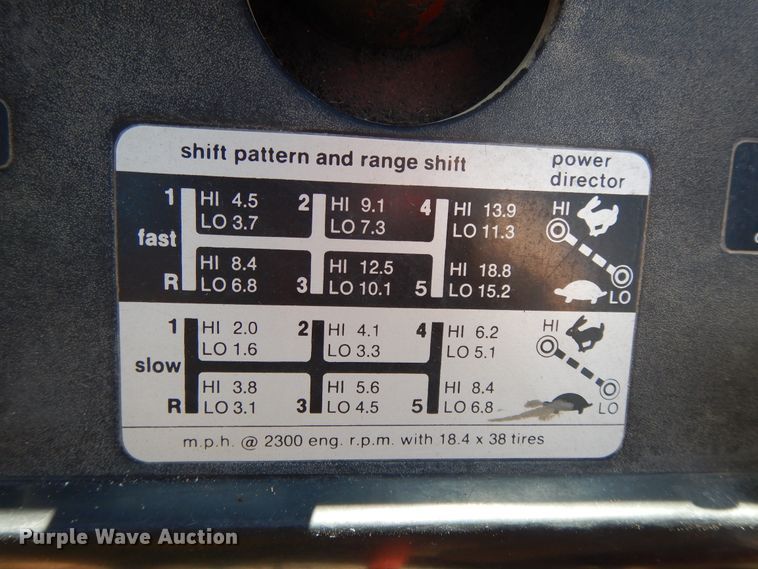 shift pattern and range shift power director
1 HI 4.5 2 HI 9.1 4 HI 13.9 HI
LO 3.7 LO 7.3 LO 11.3
fast
HI 8.4 HI 12.5 HI 18.8
R LO 6.8 3 LO 10.1 5 LO 15.2 LO
1 HI 2.0 2 HI 4.1 4 HI 6.2 HI
LO 1.6 LO 3.3 LO 5.1
slow
HI 3.8 HI 5.6 HI 8.4
R LO 3.1 3 LO 4.5 5 LO 6.8 LO
m.p.h. @ 2300 eng. r.p.m. with 18.4 x 38 tires
Purple Wave Auction